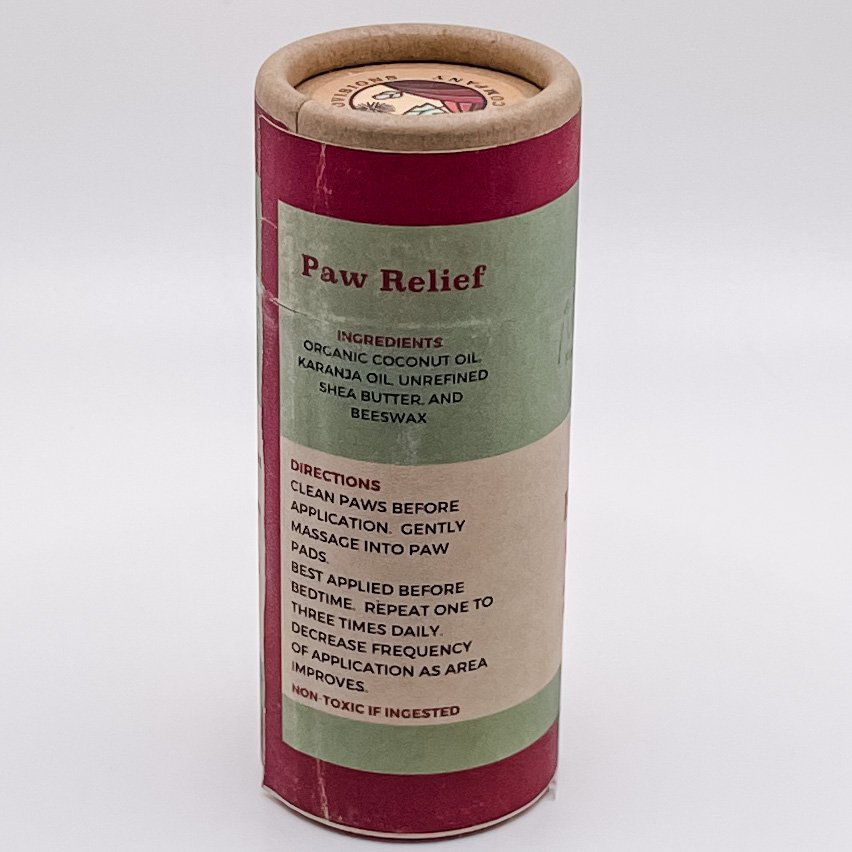 JVISIONS COMPANY
Paw Relief
INGREDIENTS
ORGANIC COCONUT OIL,
KARANJA OIL, UNREFINED
SHEA BUTTER, AND
BEESWAX
DIRECTIONS
CLEAN PAWS BEFORE
APPLICATION. GENTLY
MASSAGE INTO PAW
PADS.
BEST APPLIED BEFORE
BEDTIME. REPEAT ONE TO
THREE TIMES DAILY.
DECREASE FREQUENCY
OF APPLICATION AS AREA
IMPROVES.
NON-TOXIC IF INGESTED